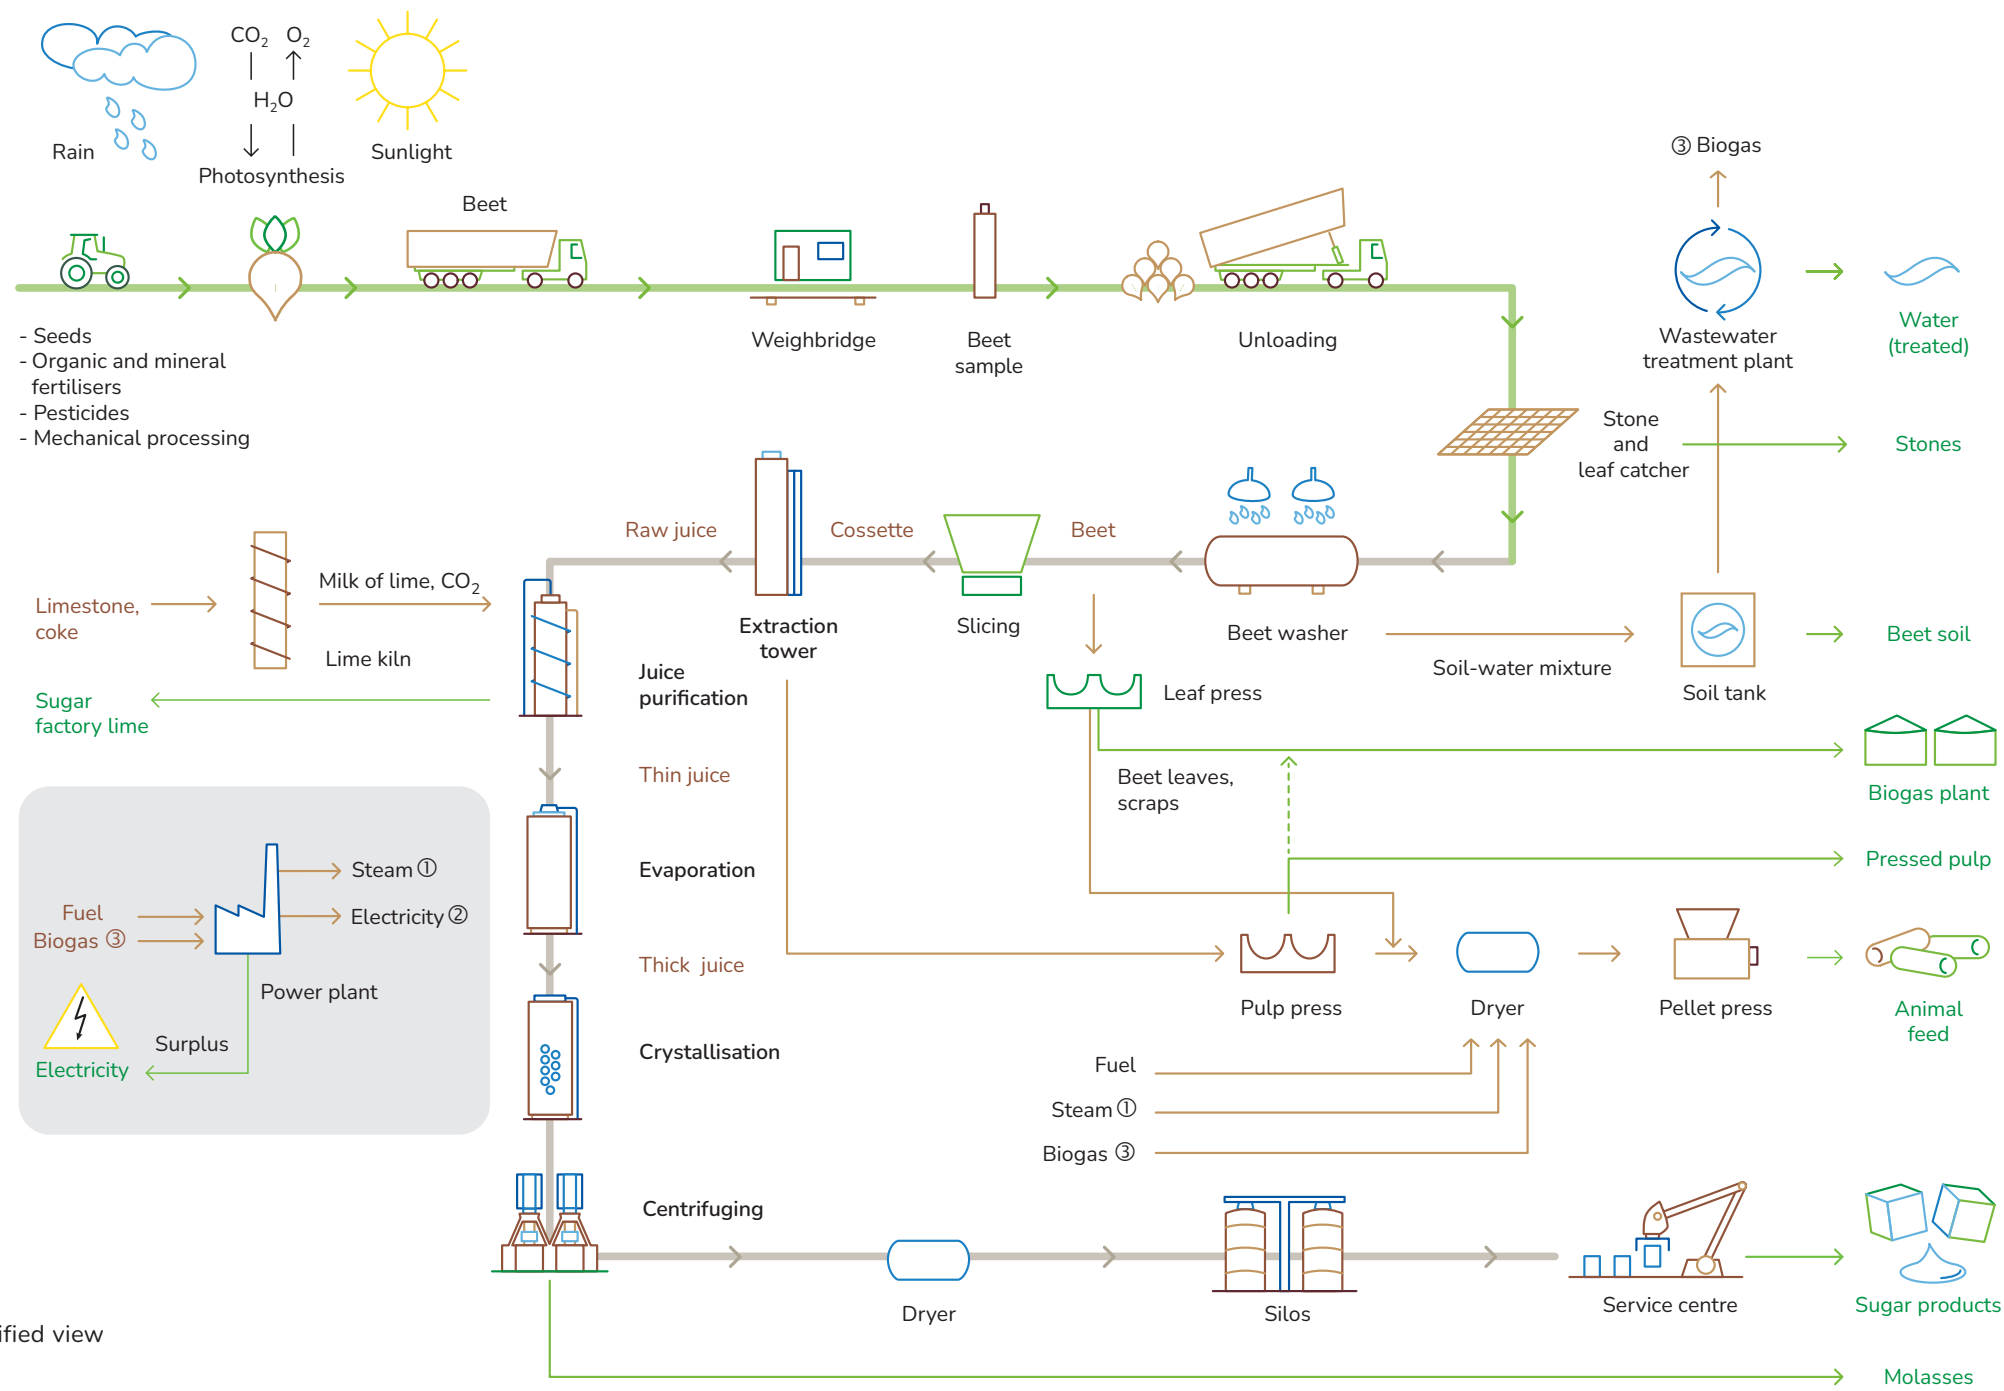 CO₂ O₂
H₂O
Rain
Sunlight
Photosynthesis
③ Biogas
Beet
- Seeds
- Organic and mineral
fertilisers
- Pesticides
- Mechanical processing
Weighbridge
Beet
sample
Unloading
Wastewater
treatment plant
Water
(treated)
Stone
and
leaf catcher
Stones
Raw juice
Cossette
Beet
Limestone,
coke
Milk of lime, CO₂
Lime kiln
Sugar
factory lime
Extraction
tower
Slicing
Beet washer
Soil-water mixture
Soil tank
Beet soil
Juice
purification
Leaf press
Thin juice
Beet leaves,
scraps
Biogas plant
Evaporation
Pressed pulp
Steam ①
Fuel
Electricity ②
Biogas ③
Power plant
Surplus
Electricity
Thick juice
Pulp press
Dryer
Pellet press
Animal
feed
Crystallisation
Fuel
Steam ①
Biogas ③
Centrifuging
Dryer
Silos
Service centre
Sugar products
ified view
Molasses